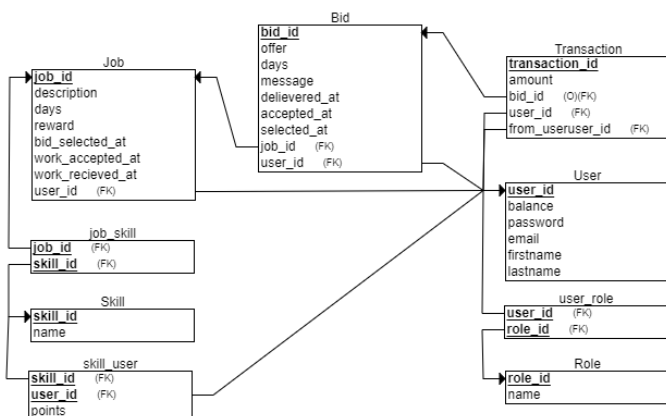 Job
job_id
description
days
reward
bid_selected_at
work_accepted_at
work_recieved_at
user_id (FK)
job_skill
job_id (FK)
skill_id (FK)
Skill
skill_id
name
skill_user
skill_id (FK)
user_id (FK)
points
Bid
bid_id
offer
days
message
delievered_at
accepted_at
selected_at
job_id (FK)
user_id (FK)
Transaction
transaction_id
amount
bid_id (O)(FK)
user_id (FK)
from_useruser_id (FK)
User
user_id
balance
password
email
firstname
lastname
user_role
user_id (FK)
role_id (FK)
Role
role_id
name